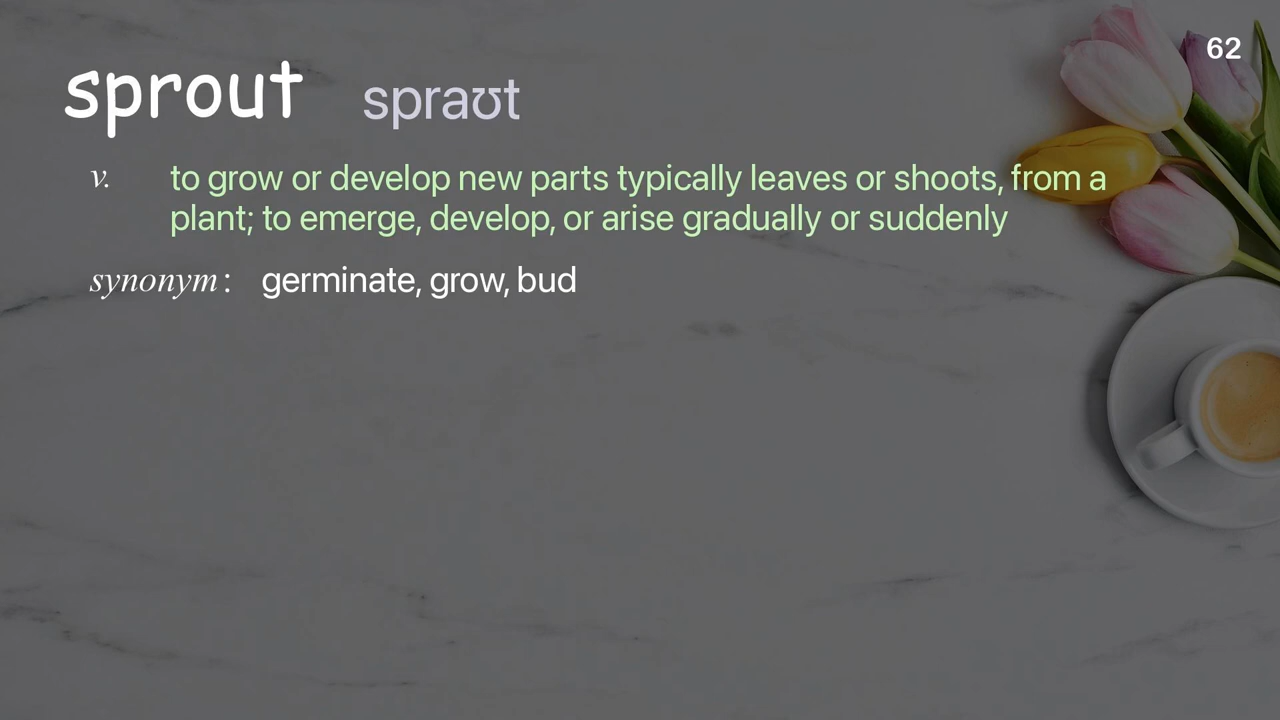 62
sprout spraʊt
v. to grow or develop new parts typically leaves or shoots, from a
plant; to emerge, develop, or arise gradually or suddenly
synonym : germinate, grow, bud